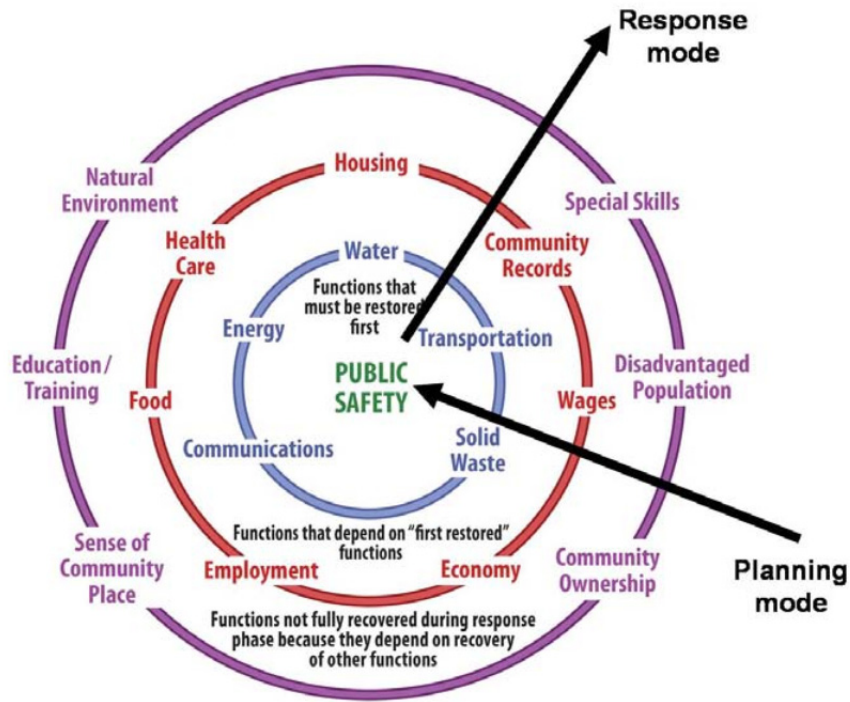 Response
mode
Housing
Natural
Environment
Special Skills
Health
Care
Community
Records
Water
Functions that
must be restored
first
Energy
Transportation
Education/
Training
PUBLIC
SAFETY
Disadvantaged
Population
Food
Wages
Communications
Solid
Waste
Functions that depend on "first restored"
functions
Sense of
Community
Place
Employment
Economy
Community
Ownership
Planning
mode
Functions not fully recovered during response
phase because they depend on recovery
of other functions